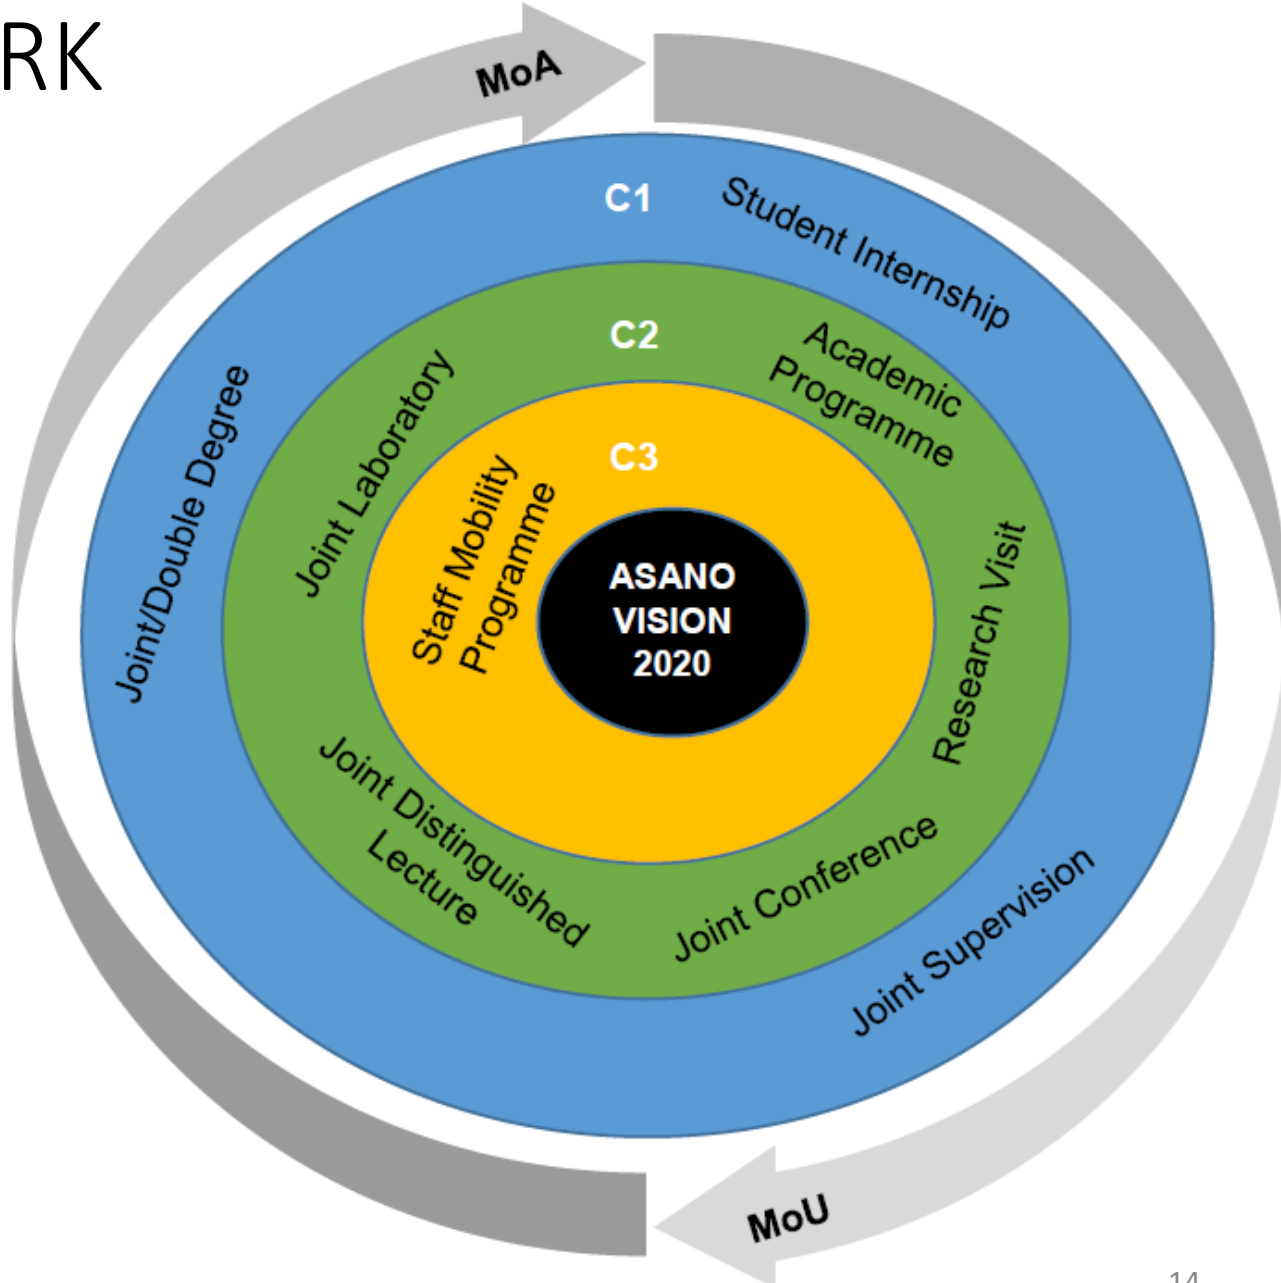 RK
MoA
C1
Student Internship
C2
Academic
Programme
Joint Laboratory
Joint/Double Degree
C3
Staff Mobility
Programme
ASANO
VISION
2020
Research Visit
Joint Distinguished
Lecture
Joint Conference
Joint Supervision
MoU
14